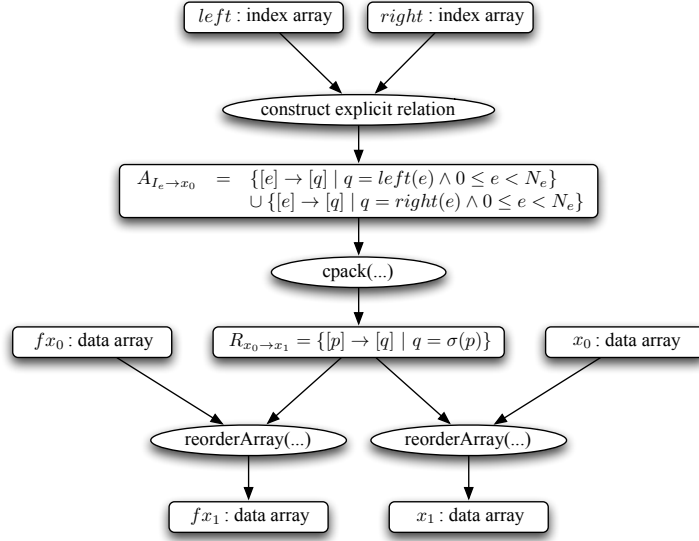 left : index array
right : index array
construct explicit relation
A_{I_e→x_0} = {[e] → [q] | q = left(e) ∧ 0 ≤ e < N_e}
∪ {[e] → [q] | q = right(e) ∧ 0 ≤ e < N_e}
cpack(...)
fx_0 : data array
R_{x_0→x_1} = {[p] → [q] | q = σ(p)}
x_0 : data array
reorderArray(...)
reorderArray(...)
fx_1 : data array
x_1 : data array